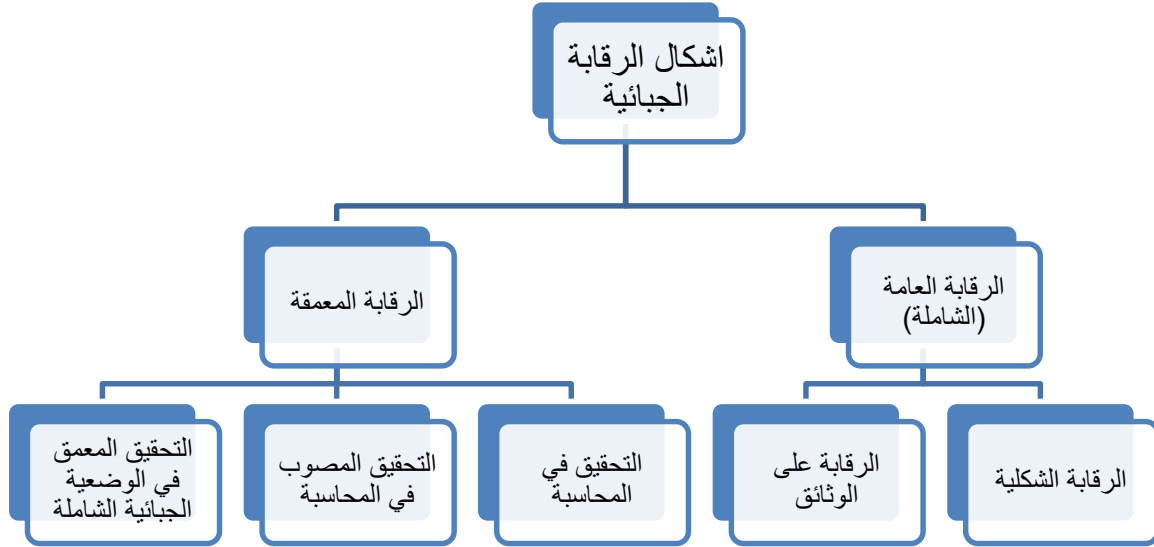 اشكال الرقابة
الجبائية
الرقابة العامة
(الشاملة)
الرقابة المعمقة
الرقابة الشكلية
الرقابة على
الوثائق
التحقيق في
المحاسبة
التحقيق المصوب
في المحاسبة
التحقيق المعمق
في الوضعية
الجبائية الشاملة